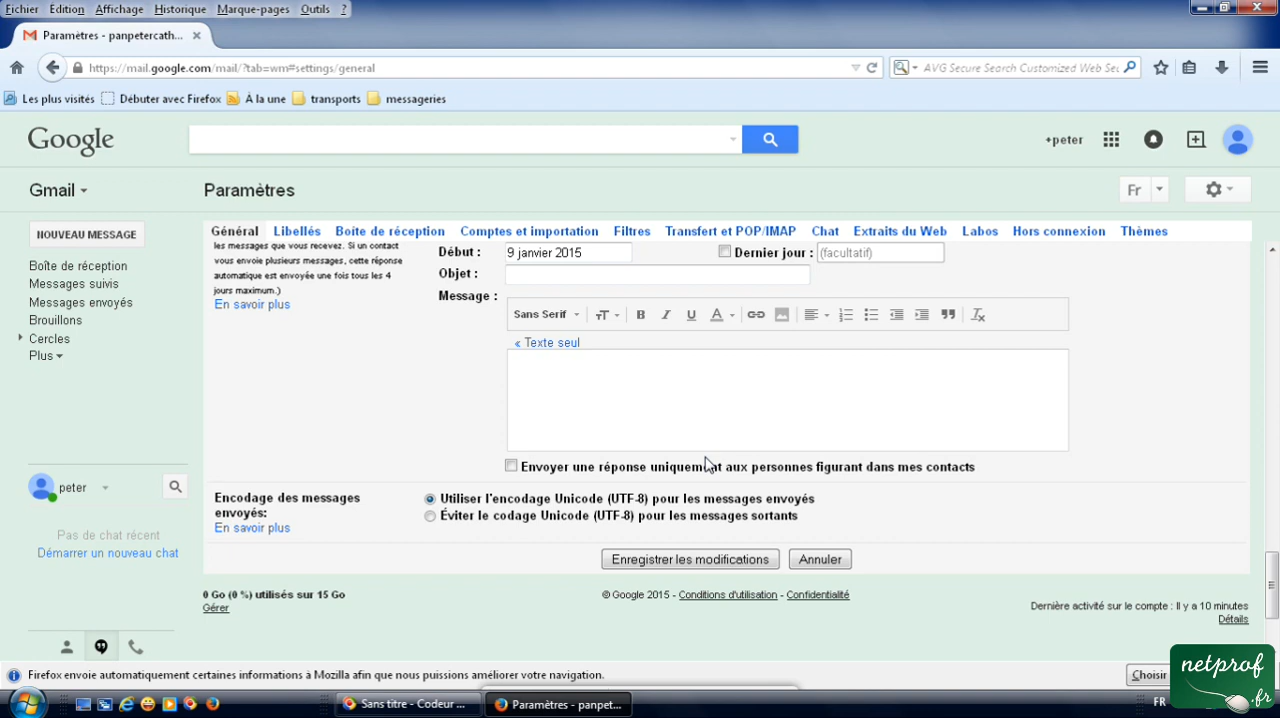 Fichier Édition Affichage Historique Marque-pages Outils ?
Paramètres - panpetercath...
https://mail.google.com/mail/?tab=wm#settings/general
AVG Secure Search Customized Web Sec
Les plus visités Débuter avec Firefox À la une transports messageries
Google
+peter
Gmail
Paramètres
Fr
NOUVEAU MESSAGE
Général Libellés Boîte de réception Comptes et importation Filtres Transfert et POP/IMAP Chat Extraits du Web Labos Hors connexion Thèmes
les messages que vous recevez. Si un contact
vous envoie plusieurs messages, cette réponse
automatique est envoyée une fois tous les 4
jours maximum.)
En savoir plus
Début : 9 janvier 2015 Dernier jour : (facultatif)
Objet :
Message :
Sans Serif
« Texte seul
Envoyer une réponse uniquement aux personnes figurant dans mes contacts
Boîte de réception
Messages suivis
Messages envoyés
Brouillons
Cercles
Plus
peter
Pas de chat récent
Démarrer un nouveau chat
Encodage des messages
envoyés:
En savoir plus
Utiliser l'encodage Unicode (UTF-8) pour les messages envoyés
Éviter le codage Unicode (UTF-8) pour les messages sortants
Enregistrer les modifications Annuler
0 Go (0 %) utilisés sur 15 Go
Gérer
© Google 2015 - Conditions d'utilisation - Confidentialité
Dernière activité sur le compte : Il y a 10 minutes
Détails
Firefox envoie automatiquement certaines informations à Mozilla afin que nous puissions améliorer votre navigation.
Choisir
netprof
.fr
Sans titre - Codeur ...
Paramètres - panpet...
FR